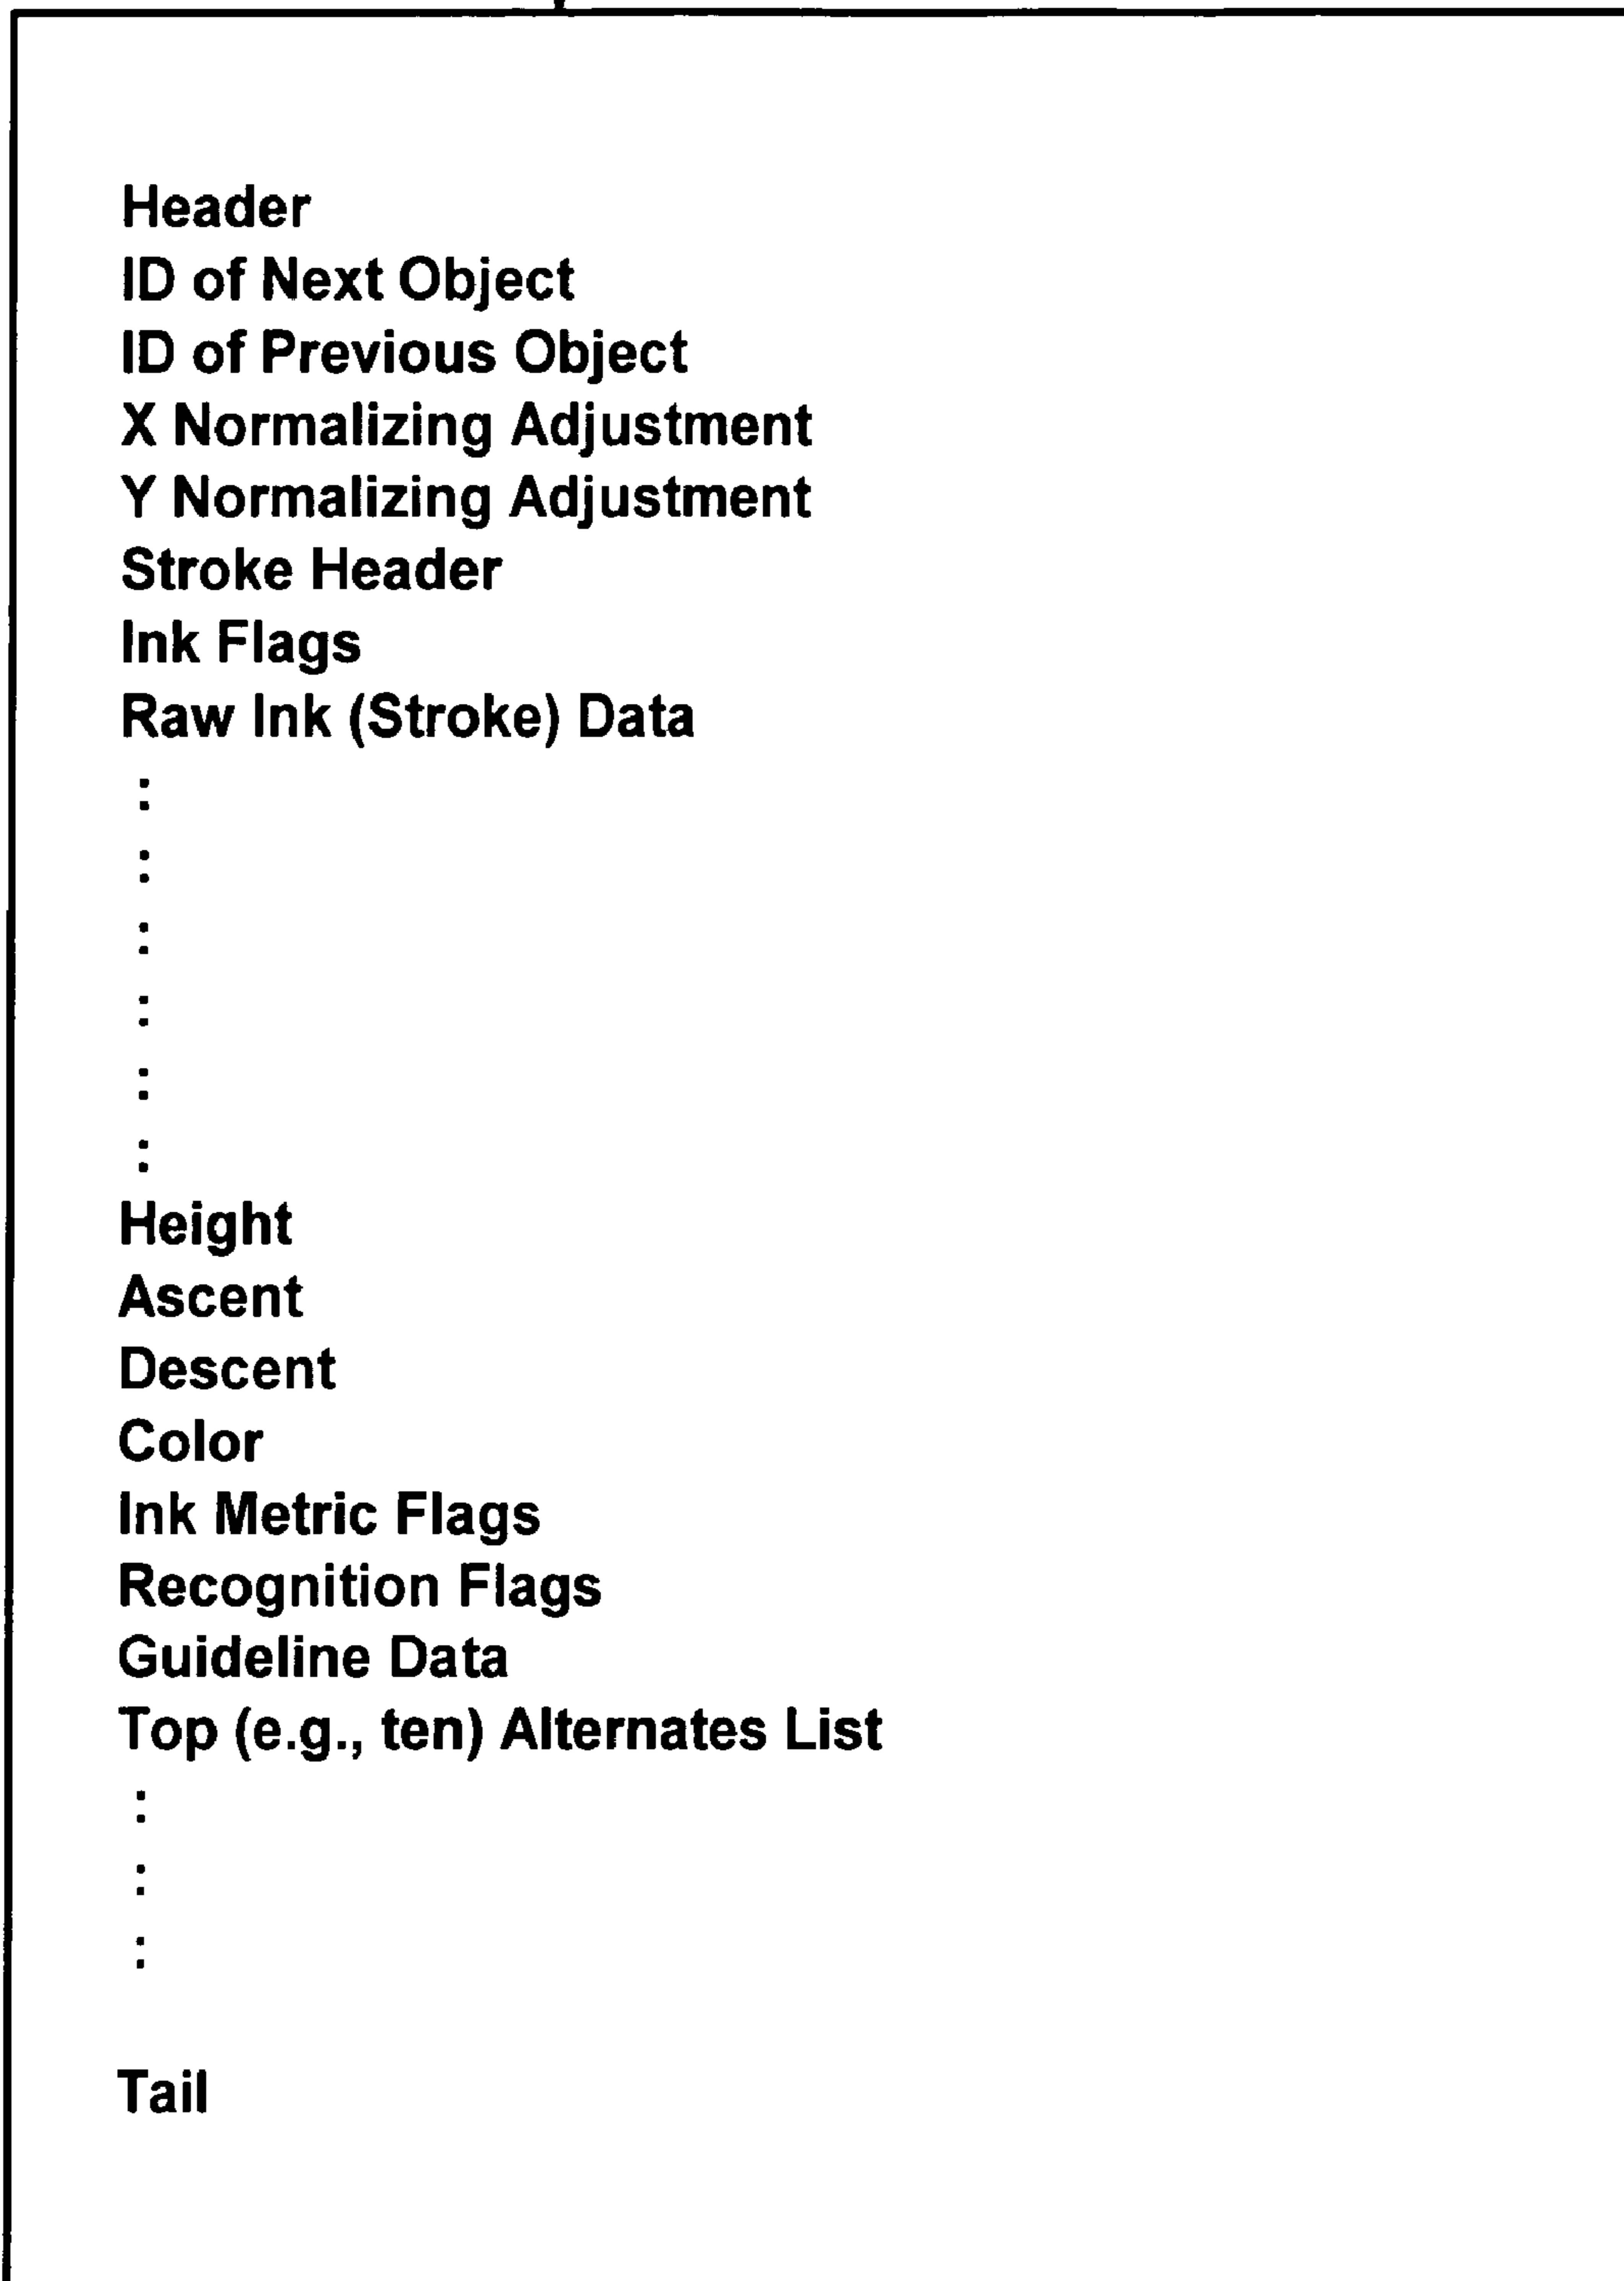 Header
ID of Next Object
ID of Previous Object
X Normalizing Adjustment
Y Normalizing Adjustment
Stroke Header
Ink Flags
Raw Ink (Stroke) Data
:
:
:
:
:
:
Height
Ascent
Descent
Color
Ink Metric Flags
Recognition Flags
Guideline Data
Top (e.g., ten) Alternates List
:
:
:
Tail